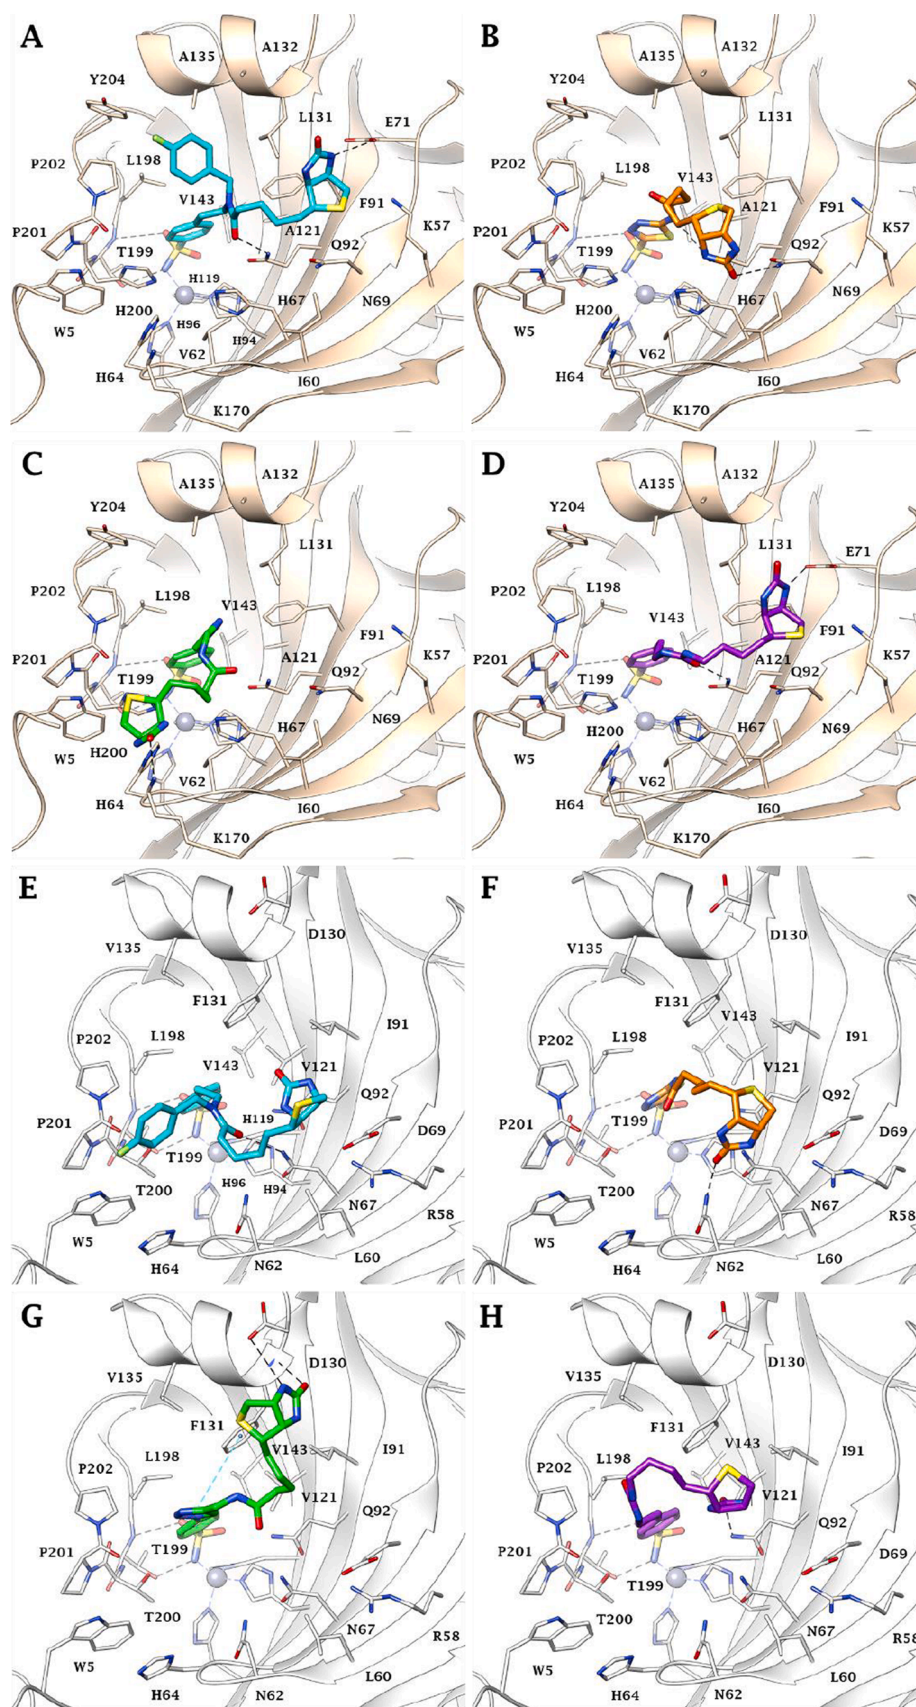 A
A135
A132
Y204
L131
E71
P202
L198
V143
F91
P201
A121
K57
T199
Q92
H119
H67
N69
W5
H200
H96
H94
V62
H64
I60
K170
B
A135
A132
Y204
L131
P202
L198
V143
A121
F91
P201
T199
Q92
K57
H200
H67
N69
W5
V62
H64
I60
K170
C
A135
A132
Y204
L131
P202
L198
V143
F91
P201
A121
K57
T199
Q92
H67
N69
W5
H200
V62
H64
I60
K170
D
A135
A132
Y204
L131
E71
P202
L198
V143
F91
P201
A121
K57
T199
Q92
H200
H67
N69
W5
V62
H64
I60
K170
E
D130
V135
F131
I91
P202
L198
V143
V121
Q92
P201
H119
D69
T199
T200
H96
H94
N67
R58
W5
H64
N62
L60
F
D130
V135
F131
V143
I91
P202
L198
V121
Q92
P201
T199
D69
T200
N67
R58
W5
H64
N62
L60
G
D130
V135
F131
V143
I91
P202
L198
V121
Q92
P201
T199
D69
T200
N67
R58
W5
H64
N62
L60
H
D130
V135
F131
V143
I91
P202
L198
V121
Q92
P201
T199
D69
T200
N67
R58
W5
H64
N62
L60